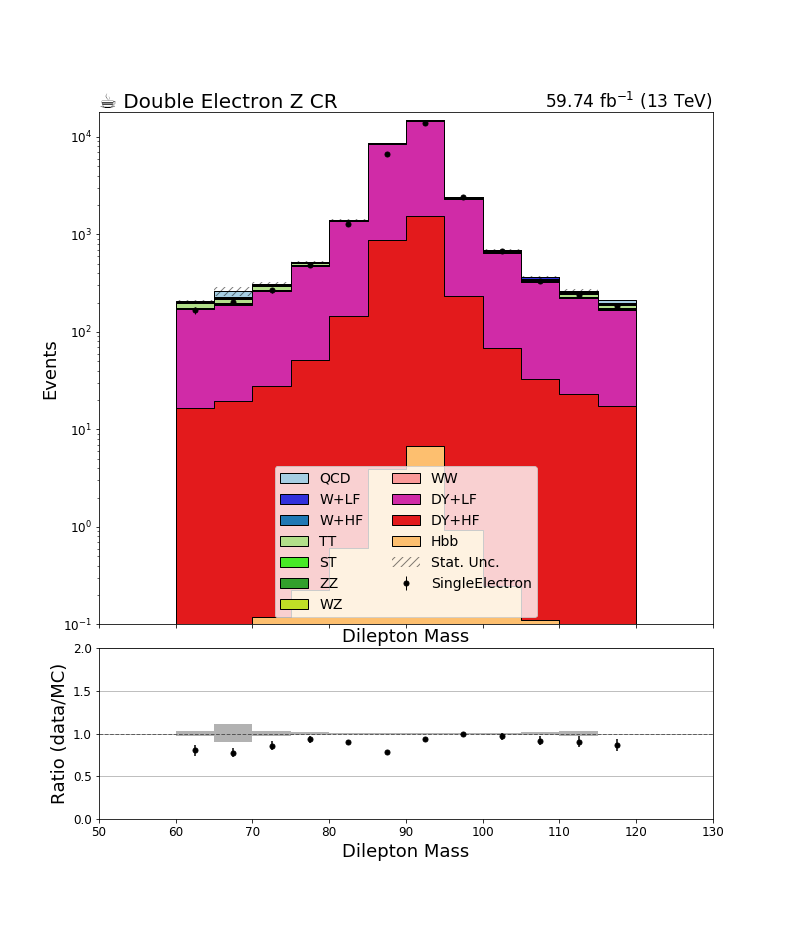 ☕ Double Electron Z CR 59.74 fb⁻¹ (13 TeV)
Events
10⁴
10³
10²
10¹
10⁰
10⁻¹
QCD WW
W+LF DY+LF
W+HF DY+HF
TT Hbb
ST Stat. Unc.
ZZ SingleElectron
WZ
Dilepton Mass
Ratio (data/MC)
2.0
1.5
1.0
0.5
0.0
50 60 70 80 90 100 110 120 130
Dilepton Mass